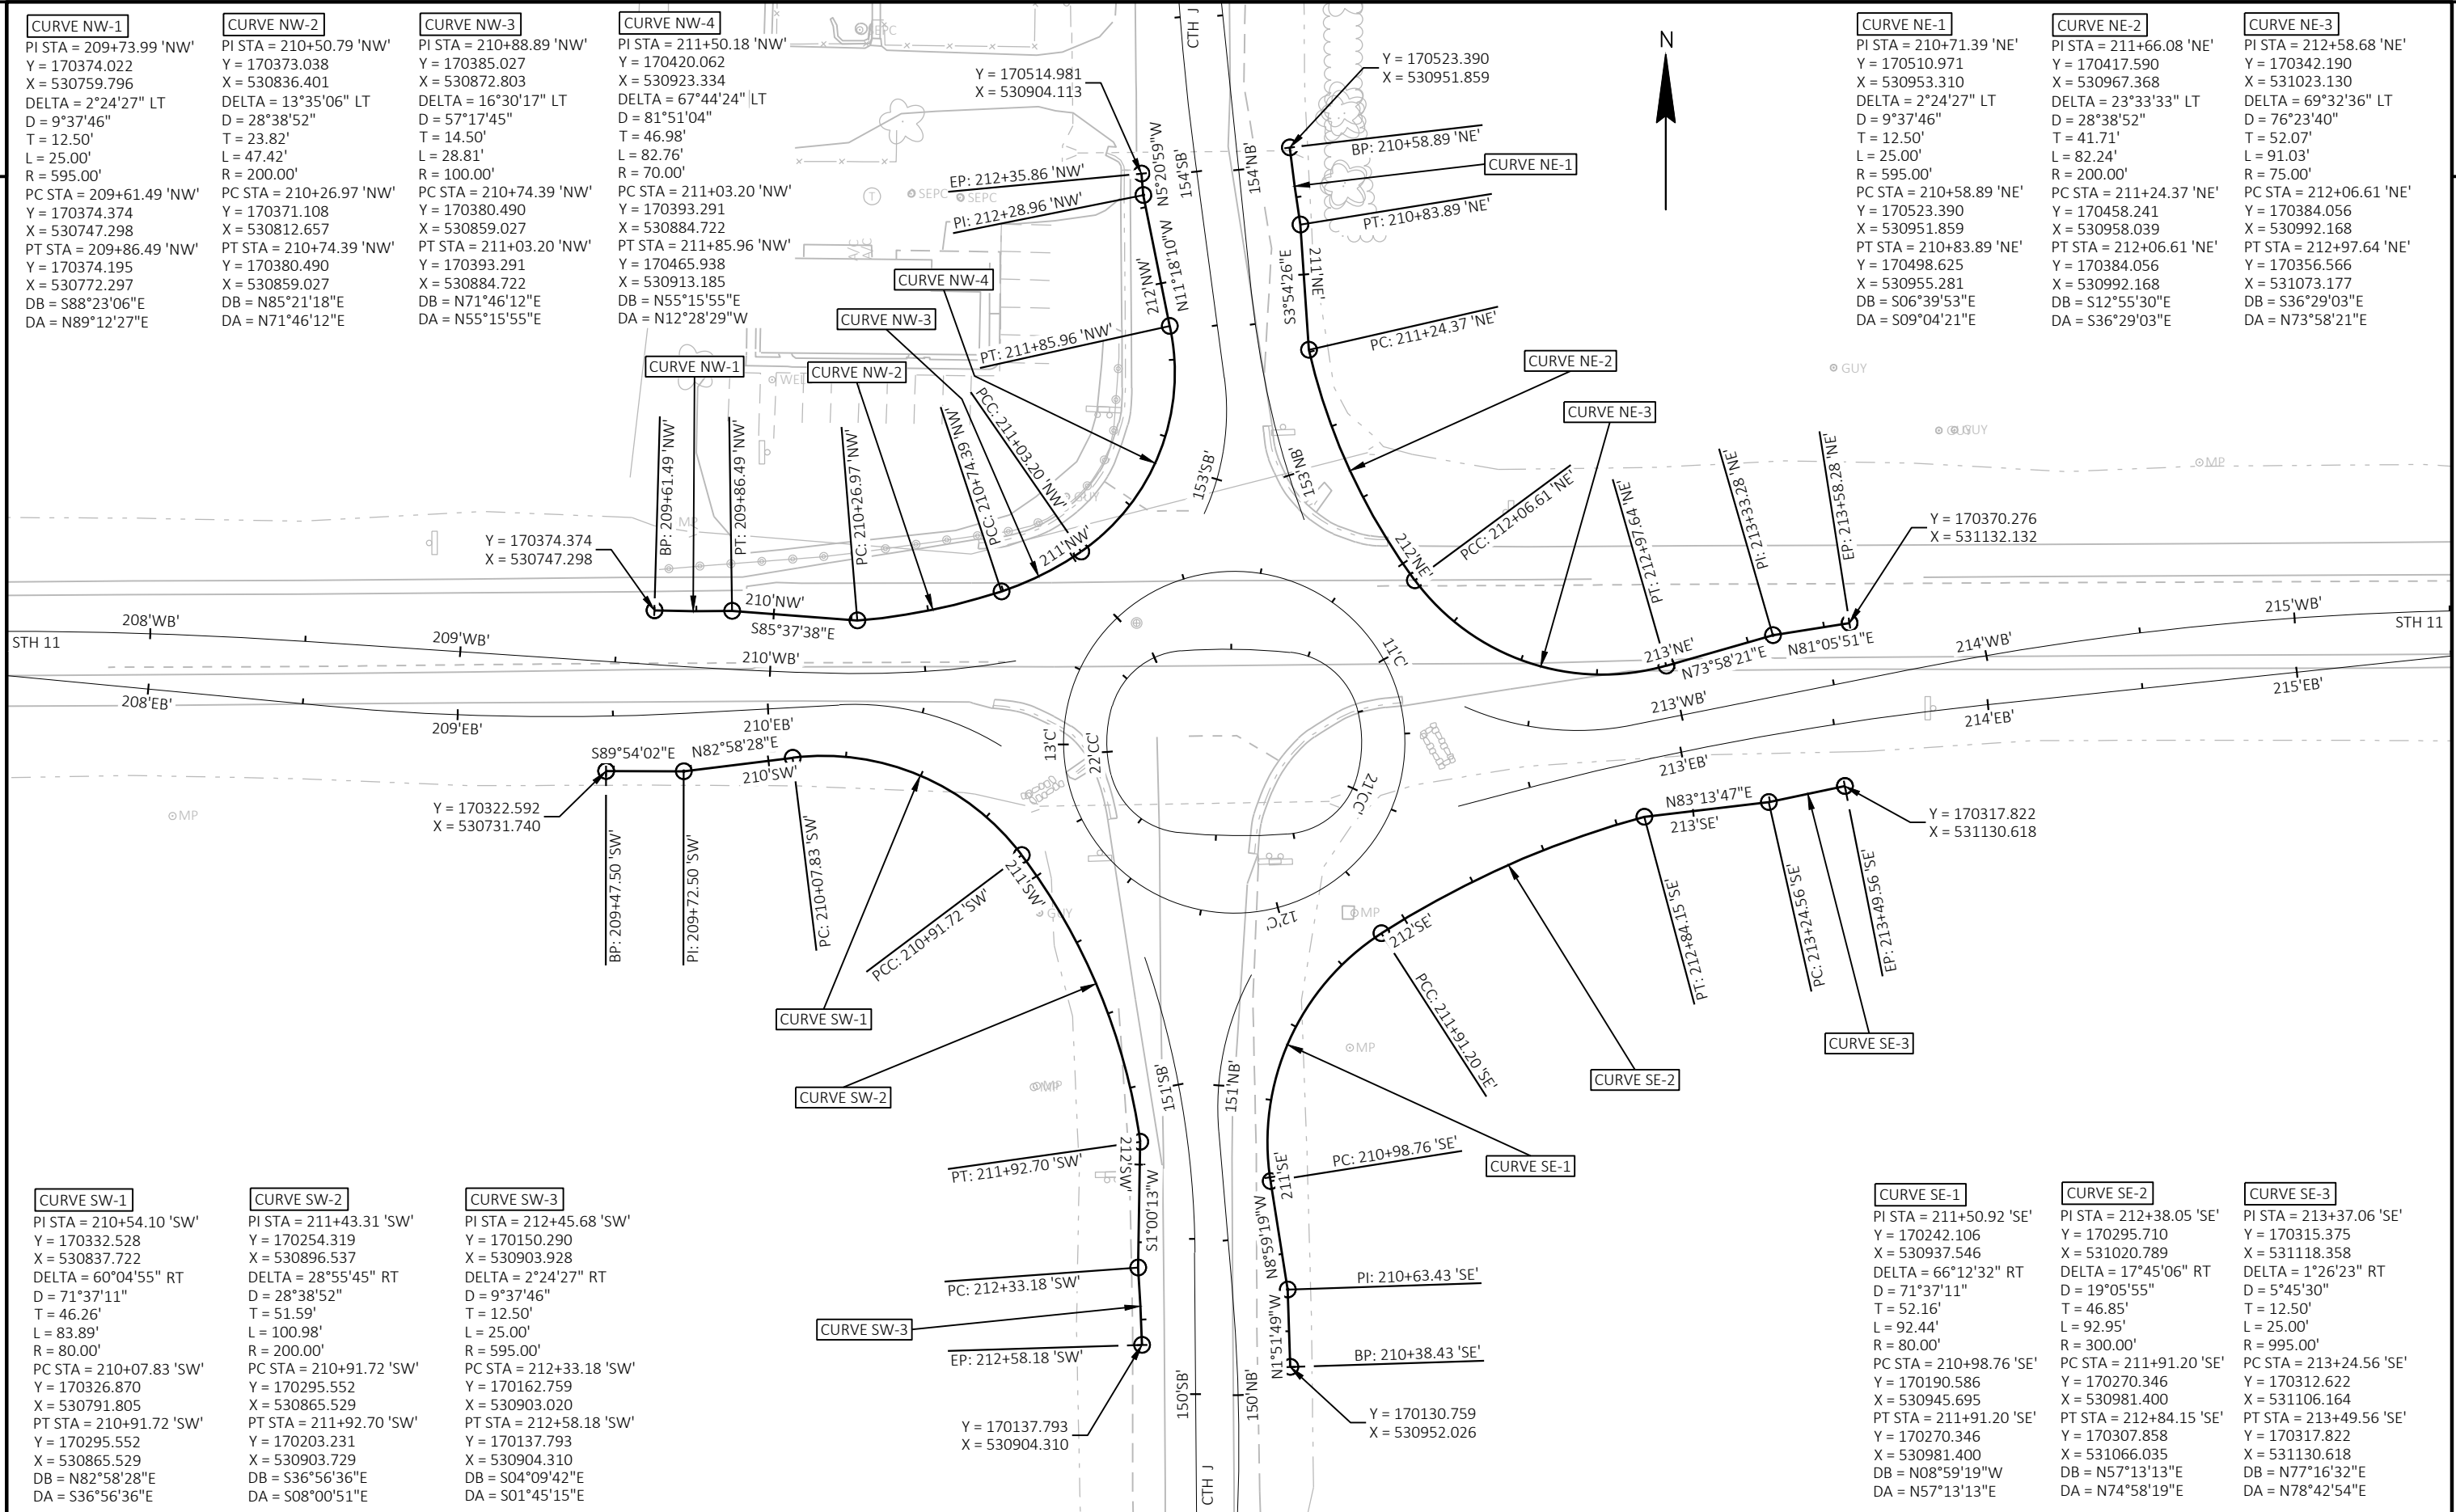 CURVE NW-1
PI STA = 209+73.99 'NW'
Y = 170374.022
X = 530759.796
DELTA = 2°24'27" LT
D = 9°37'46"
T = 12.50'
L = 25.00'
R = 595.00'
PC STA = 209+61.49 'NW'
Y = 170374.374
X = 530747.298
PT STA = 209+86.49 'NW'
Y = 170374.195
X = 530772.297
DB = S88°23'06"E
DA = N89°12'27"E
CURVE NW-2
PI STA = 210+50.79 'NW'
Y = 170373.038
X = 530836.401
DELTA = 13°35'06" LT
D = 28°38'52"
T = 23.82'
L = 47.42'
R = 200.00'
PC STA = 210+26.97 'NW'
Y = 170371.108
X = 530812.657
PT STA = 210+74.39 'NW'
Y = 170380.490
X = 530859.027
DB = N85°21'18"E
DA = N71°46'12"E
CURVE NW-3
PI STA = 210+88.89 'NW'
Y = 170385.027
X = 530872.803
DELTA = 16°30'17" LT
D = 57°17'45"
T = 14.50'
L = 28.81'
R = 100.00'
PC STA = 210+74.39 'NW'
Y = 170380.490
X = 530859.027
PT STA = 211+03.20 'NW'
Y = 170393.291
X = 530884.722
DB = N71°46'12"E
DA = N55°15'55"E
CURVE NW-4
PI STA = 211+50.18 'NW'
Y = 170420.062
X = 530923.334
DELTA = 67°44'24" LT
D = 81°51'04"
T = 46.98'
L = 82.76'
R = 70.00'
PC STA = 211+03.20 'NW'
Y = 170393.291
X = 530884.722
PT STA = 211+85.96 'NW'
Y = 170465.938
X = 530913.185
DB = N55°15'55"E
DA = N12°28'29"W
CURVE NE-1
PI STA = 210+71.39 'NE'
Y = 170510.971
X = 530953.310
DELTA = 2°24'27" LT
D = 9°37'46"
T = 12.50'
L = 25.00'
R = 595.00'
PC STA = 210+58.89 'NE'
Y = 170523.390
X = 530951.859
PT STA = 210+83.89 'NE'
Y = 170498.625
X = 530955.281
DB = S06°39'53"E
DA = S09°04'21"E
CURVE NE-2
PI STA = 211+66.08 'NE'
Y = 170417.590
X = 530967.368
DELTA = 23°33'33" LT
D = 28°38'52"
T = 41.71'
L = 82.24'
R = 200.00'
PC STA = 211+24.37 'NE'
Y = 170458.241
X = 530958.039
PT STA = 212+06.61 'NE'
Y = 170384.056
X = 530992.168
DB = S12°55'30"E
DA = S36°29'03"E
CURVE NE-3
PI STA = 212+58.68 'NE'
Y = 170342.190
X = 531023.130
DELTA = 69°32'36" LT
D = 76°23'40"
T = 52.07'
L = 91.03'
R = 75.00'
PC STA = 212+06.61 'NE'
Y = 170384.056
X = 530992.168
PT STA = 212+97.64 'NE'
Y = 170356.566
X = 531073.177
DB = S36°29'03"E
DA = N73°58'21"E
N
CTH J
SEPC
Y = 170514.981
X = 530904.113
Y = 170523.390
X = 530951.859
EP: 212+35.86 'NW'
PI: 212+28.96 'NW'
N5°20'59"W
154'SB'
154'NB'
BP: 210+58.89 'NE'
CURVE NE-1
PT: 210+83.89 'NE'
T
SEPC
SEPC
212'NW'
N11°18'10"W
S3°54'26"E
211'NE'
CURVE NW-4
CURVE NW-3
PT: 211+85.96 'NW'
PC: 211+24.37 'NE'
CURVE NW-1
CURVE NW-2
CURVE NE-2
CURVE NE-3
GUY
GUY
GUY
MP
BP: 209+61.49 'NW'
PT: 209+86.49 'NW'
PC: 210+26.97 'NW'
PCC: 210+74.39 'NW'
PCC: 211+03.20 'NW'
GUY
MP
153'SB'
153'NB'
PCC: 212+06.61 'NE'
PT: 212+97.64 'NE'
PI: 213+33.28 'NE'
EP: 213+58.28 'NE'
Y = 170374.374
X = 530747.298
Y = 170370.276
X = 531132.132
211'NW'
212'NE'
210'NW'
S85°37'38"E
213'NE'
N73°58'21"E
N81°05'51"E
208'WB'
209'WB'
210'WB'
213'WB'
214'WB'
215'WB'
STH 11
STH 11
208'EB'
209'EB'
210'EB'
213'EB'
214'EB'
215'EB'
11'C'
13'C'
22'CC'
21'CC'
12'C'
S89°54'02"E
N82°58'28"E
210'SW'
Y = 170322.592
X = 530731.740
MP
BP: 209+47.50 'SW'
PI: 209+72.50 'SW'
PC: 210+07.83 'SW'
PCC: 210+91.72 'SW'
211'SW'
GUY
MP
N83°13'47"E
213'SE'
Y = 170317.822
X = 531130.618
212'SE'
PT: 212+84.15 'SE'
PC: 213+24.56 'SE'
EP: 213+49.56 'SE'
PCC: 211+91.20 'SE'
CURVE SW-1
CURVE SW-2
MP
MP
CURVE SE-3
CURVE SE-2
151'SB'
151'NB'
PT: 211+92.70 'SW'
212'SW'
S1°00'13"W
PC: 210+98.76 'SE'
211'SE'
CURVE SE-1
N8°59'19"W
PC: 212+33.18 'SW'
PI: 210+63.43 'SE'
CURVE SW-3
EP: 212+58.18 'SW'
N1°51'49"W
BP: 210+38.43 'SE'
150'SB'
150'NB'
Y = 170137.793
X = 530904.310
Y = 170130.759
X = 530952.026
CTH J
CURVE SW-1
PI STA = 210+54.10 'SW'
Y = 170332.528
X = 530837.722
DELTA = 60°04'55" RT
D = 71°37'11"
T = 46.26'
L = 83.89'
R = 80.00'
PC STA = 210+07.83 'SW'
Y = 170326.870
X = 530791.805
PT STA = 210+91.72 'SW'
Y = 170295.552
X = 530865.529
DB = N82°58'28"E
DA = S36°56'36"E
CURVE SW-2
PI STA = 211+43.31 'SW'
Y = 170254.319
X = 530896.537
DELTA = 28°55'45" RT
D = 28°38'52"
T = 51.59'
L = 100.98'
R = 200.00'
PC STA = 210+91.72 'SW'
Y = 170295.552
X = 530865.529
PT STA = 211+92.70 'SW'
Y = 170203.231
X = 530903.729
DB = S36°56'36"E
DA = S08°00'51"E
CURVE SW-3
PI STA = 212+45.68 'SW'
Y = 170150.290
X = 530903.928
DELTA = 2°24'27" RT
D = 9°37'46"
T = 12.50'
L = 25.00'
R = 595.00'
PC STA = 212+33.18 'SW'
Y = 170162.759
X = 530903.020
PT STA = 212+58.18 'SW'
Y = 170137.793
X = 530904.310
DB = S04°09'42"E
DA = S01°45'15"E
CURVE SE-1
PI STA = 211+50.92 'SE'
Y = 170242.106
X = 530937.546
DELTA = 66°12'32" RT
D = 71°37'11"
T = 52.16'
L = 92.44'
R = 80.00'
PC STA = 210+98.76 'SE'
Y = 170190.586
X = 530945.695
PT STA = 211+91.20 'SE'
Y = 170270.346
X = 530981.400
DB = N08°59'19"W
DA = N57°13'13"E
CURVE SE-2
PI STA = 212+38.05 'SE'
Y = 170295.710
X = 531020.789
DELTA = 17°45'06" RT
D = 19°05'55"
T = 46.85'
L = 92.95'
R = 300.00'
PC STA = 211+91.20 'SE'
Y = 170270.346
X = 530981.400
PT STA = 212+84.15 'SE'
Y = 170307.858
X = 531066.035
DB = N57°13'13"E
DA = N74°58'19"E
CURVE SE-3
PI STA = 213+37.06 'SE'
Y = 170315.375
X = 531118.358
DELTA = 1°26'23" RT
D = 5°45'30"
T = 12.50'
L = 25.00'
R = 995.00'
PC STA = 213+24.56 'SE'
Y = 170312.622
X = 531106.164
PT STA = 213+49.56 'SE'
Y = 170317.822
X = 531130.618
DB = N77°16'32"E
DA = N78°42'54"E